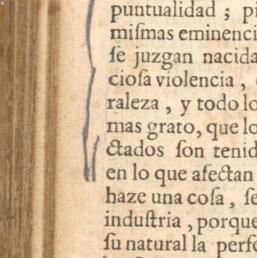 puntualidad ; pi
miſmas eminenci
ſe juzgan nacida
cioſa violencia ,
raleza , y todo lo
mas grato, que lo
ctados ſon tenid
en lo que afectan
haze una coſa , ſe
induſtria , porque
ſu natural la perfe